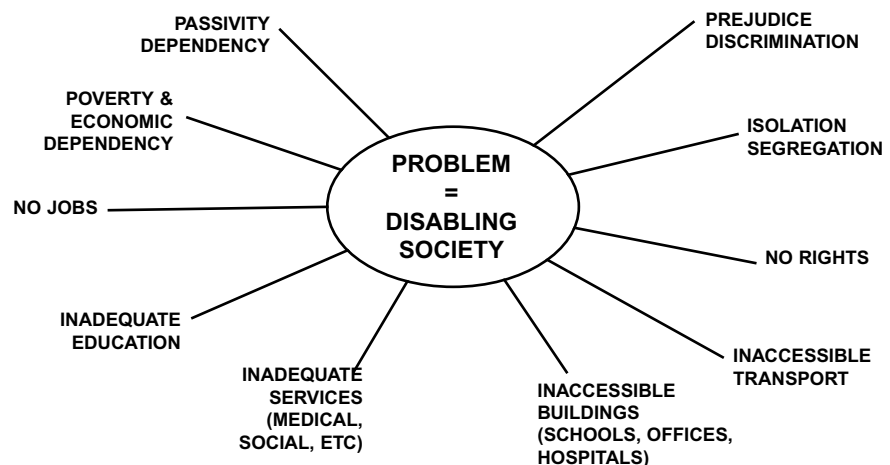 PASSIVITY
DEPENDENCY
PREJUDICE
DISCRIMINATION
POVERTY &
ECONOMIC
DEPENDENCY
ISOLATION
SEGREGATION
PROBLEM
=
DISABLING
SOCIETY
NO JOBS
NO RIGHTS
INADEQUATE
EDUCATION
INACCESSIBLE
TRANSPORT
INADEQUATE
SERVICES
(MEDICAL,
SOCIAL, ETC)
INACCESSIBLE
BUILDINGS
(SCHOOLS, OFFICES,
HOSPITALS)